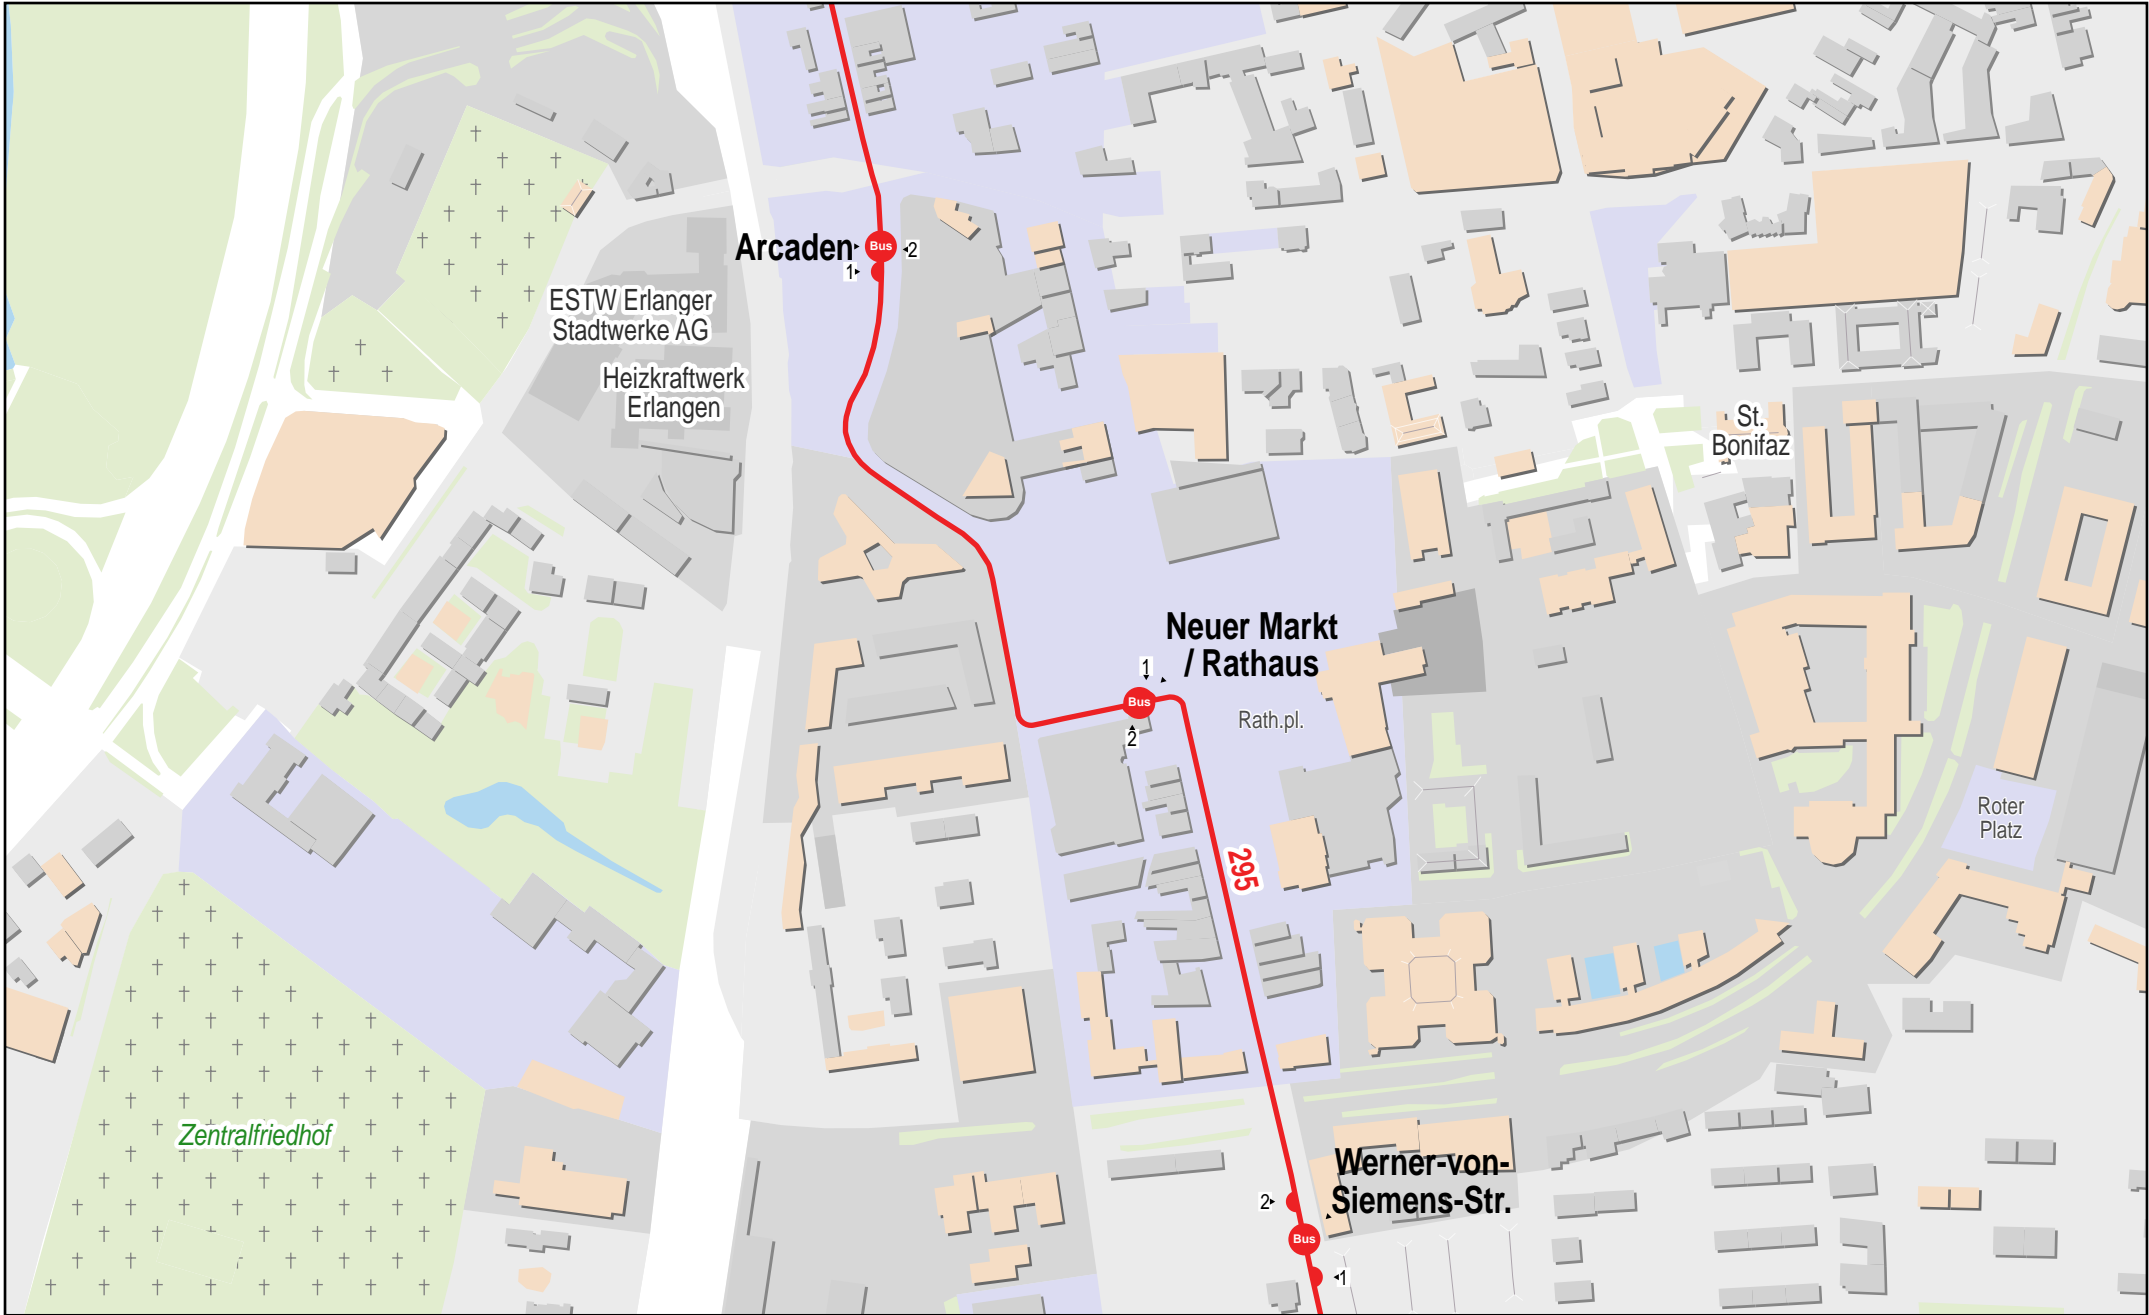 Arcaden
Bus
2
1
ESTW Erlanger
Stadtwerke AG
Heizkraftwerk
Erlangen
St.
Bonifaz
Neuer Markt
/ Rathaus
1
Bus
2
Rath.pl.
Roter
Platz
295
Zentralfriedhof
Werner-von-
Siemens-Str.
2
Bus
1